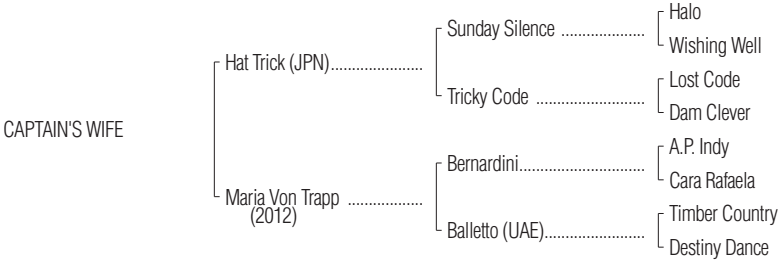 CAPTAIN'S WIFE
Hat Trick (JPN)......................
Maria Von Trapp ..................
(2012)
Sunday Silence ....................
Tricky Code ..........................
Bernardini..............................
Balletto (UAE)........................
Halo
Wishing Well
Lost Code
Dam Clever
A.P. Indy
Cara Rafaela
Timber Country
Destiny Dance